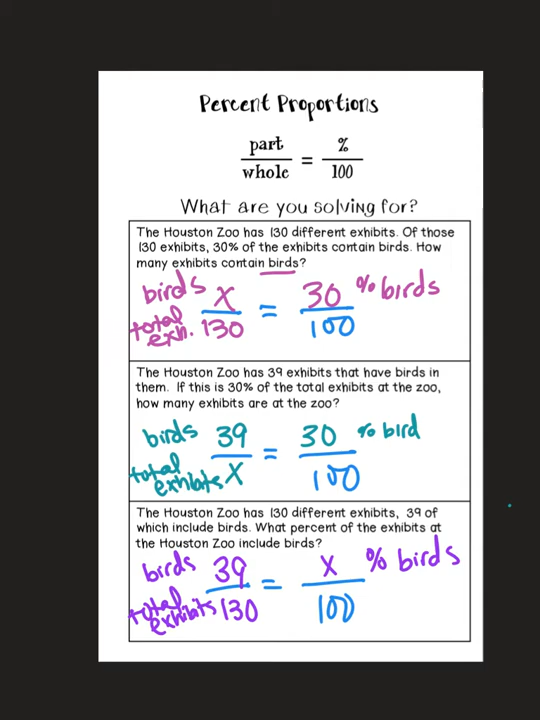 Percent Proportions
part = %
whole 100
What are you solving for?
The Houston Zoo has 130 different exhibits. Of those
130 exhibits, 30% of the exhibits contain birds. How
many exhibits contain birds?
birds x = 30 % birds
total exh. 130 100
The Houston Zoo has 39 exhibits that have birds in
them. If this is 30% of the total exhibits at the zoo,
how many exhibits are at the zoo?
birds 39 = 30 % bird
total exhibits x 100
The Houston Zoo has 130 different exhibits, 39 of
which include birds. What percent of the exhibits at
the Houston Zoo include birds?
birds 39 = x % birds
total exhibits 130 100